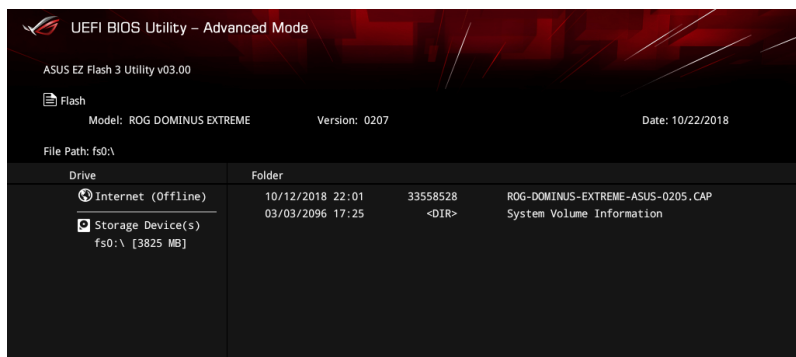 UEFI BIOS Utility – Advanced Mode
ASUS EZ Flash 3 Utility v03.00
Flash
Model: ROG DOMINUS EXTREME Version: 0207 Date: 10/22/2018
File Path: fs0:\
Drive Folder
Internet (Offline) 10/12/2018 22:01 33558528 ROG-DOMINUS-EXTREME-ASUS-0205.CAP
03/03/2096 17:25 <DIR> System Volume Information
Storage Device(s)
fs0:\ [3825 MB]